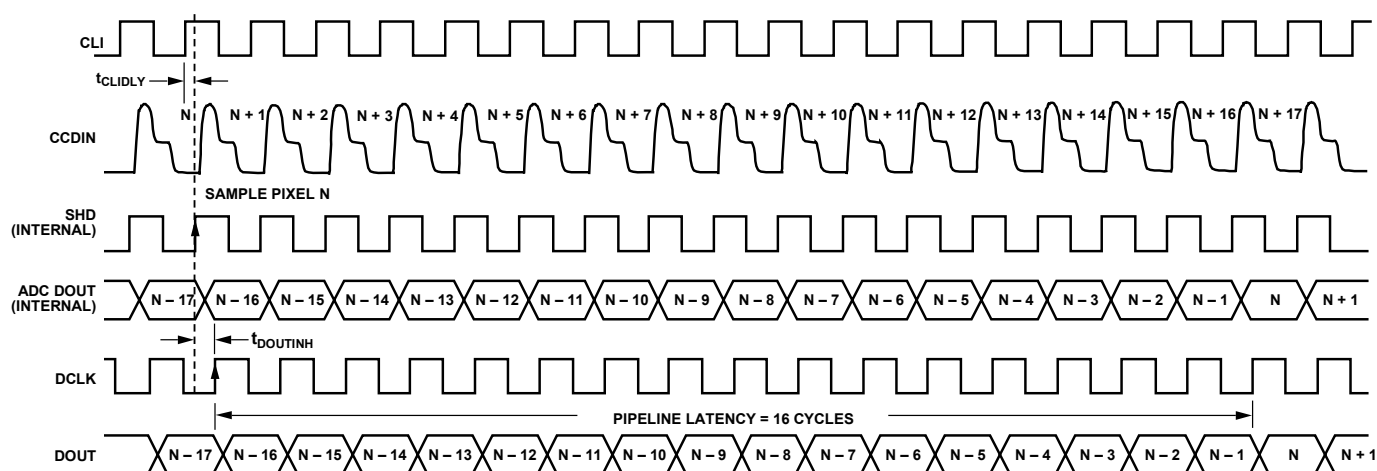 CLI
tCLIDLY
N N + 1 N + 2 N + 3 N + 4 N + 5 N + 6 N + 7 N + 8 N + 9 N + 10 N + 11 N + 12 N + 13 N + 14 N + 15 N + 16 N + 17
CCDIN
SAMPLE PIXEL N
SHD
(INTERNAL)
ADC DOUT
(INTERNAL)
N – 17 N – 16 N – 15 N – 14 N – 13 N – 12 N – 11 N – 10 N – 9 N – 8 N – 7 N – 6 N – 5 N – 4 N – 3 N – 2 N – 1 N N + 1
tDOUTINH
DCLK
PIPELINE LATENCY = 16 CYCLES
DOUT
N – 17 N – 16 N – 15 N – 14 N – 13 N – 12 N – 11 N – 10 N – 9 N – 8 N – 7 N – 6 N – 5 N – 4 N – 3 N – 2 N – 1 N N + 1